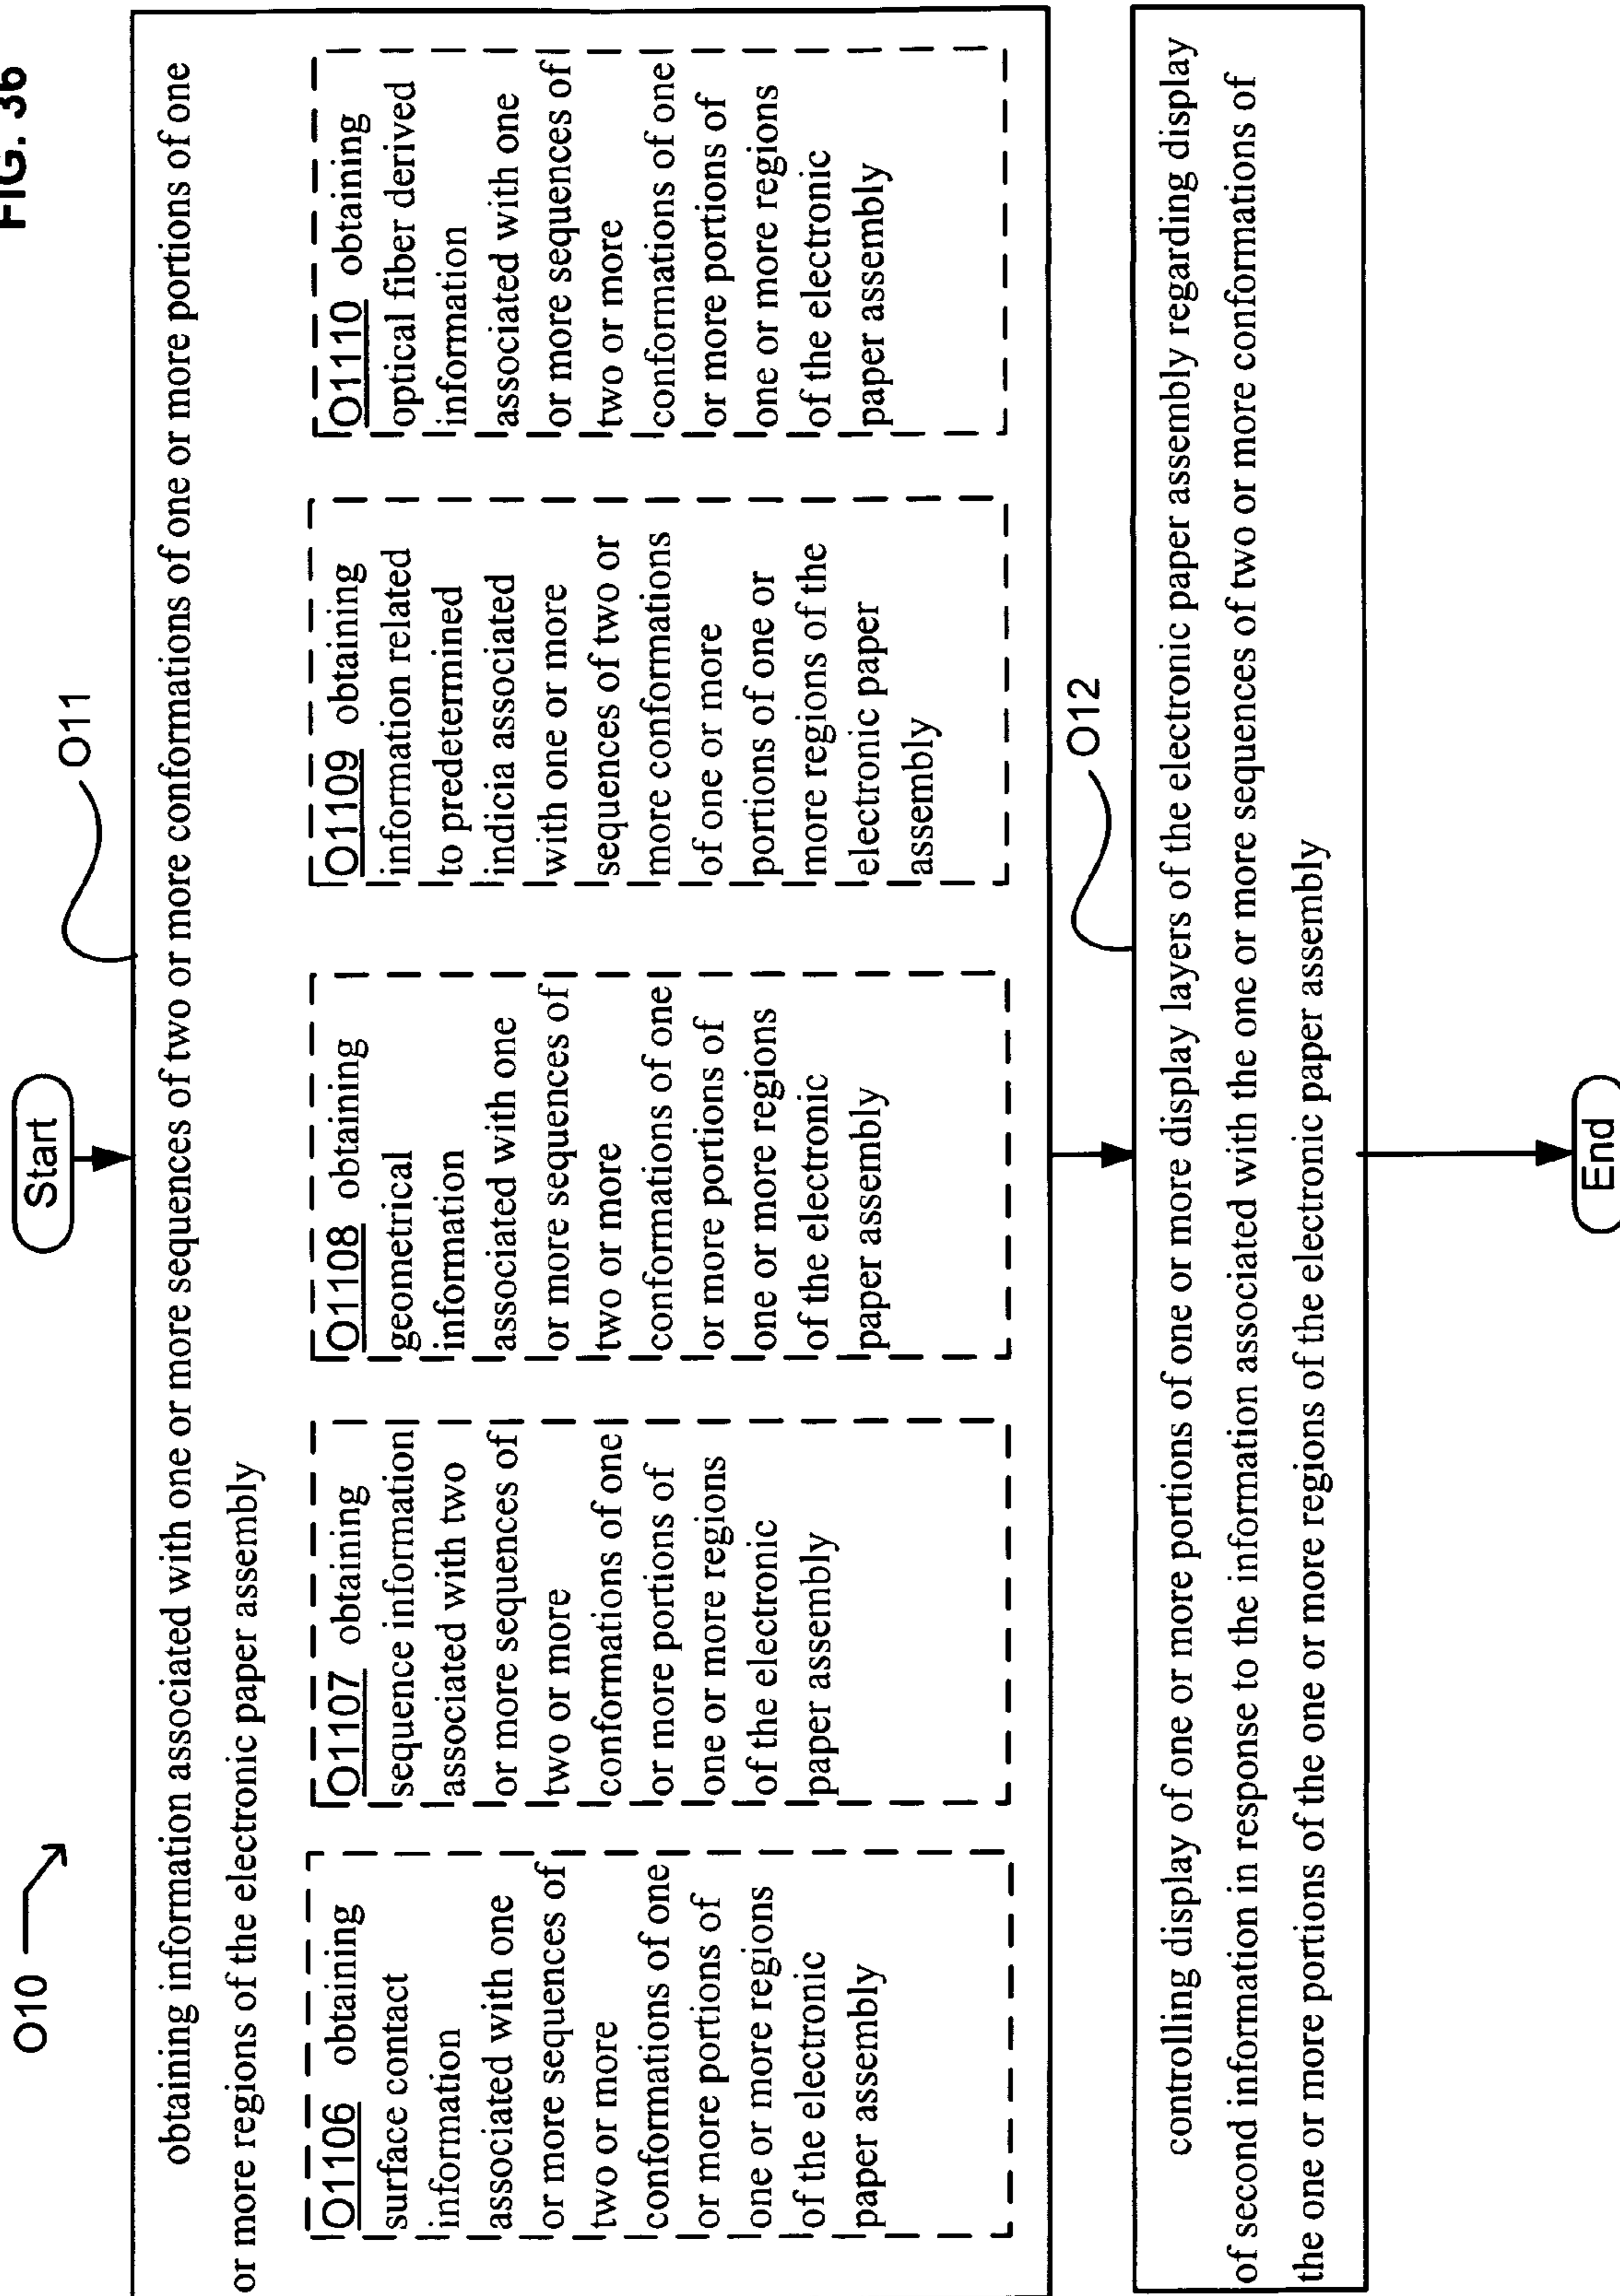 FIG. 36
O10
Start
O11
obtaining information associated with one or more sequences of two or more conformations of one or more portions of one
or more regions of the electronic paper assembly
O1106 obtaining
surface contact
information
associated with one
or more sequences of
two or more
conformations of one
or more portions of
one or more regions
of the electronic
paper assembly
O1107 obtaining
sequence information
associated with two
or more sequences of
two or more
conformations of one
or more portions of
one or more regions
of the electronic
paper assembly
O1108 obtaining
geometrical
information
associated with one
or more sequences of
two or more
conformations of one
or more portions of
one or more regions
of the electronic
paper assembly
O1109 obtaining
information related
to predetermined
indicia associated
with one or more
sequences of two or
more conformations
of one or more
portions of one or
more regions of the
electronic paper
assembly
O1110 obtaining
optical fiber derived
information
associated with one
or more sequences of
two or more
conformations of one
or more portions of
one or more regions
of the electronic
paper assembly
O12
controlling display of one or more portions of one or more display layers of the electronic paper assembly regarding display
of second information in response to the information associated with the one or more sequences of two or more conformations of
the one or more portions of the one or more regions of the electronic paper assembly
End